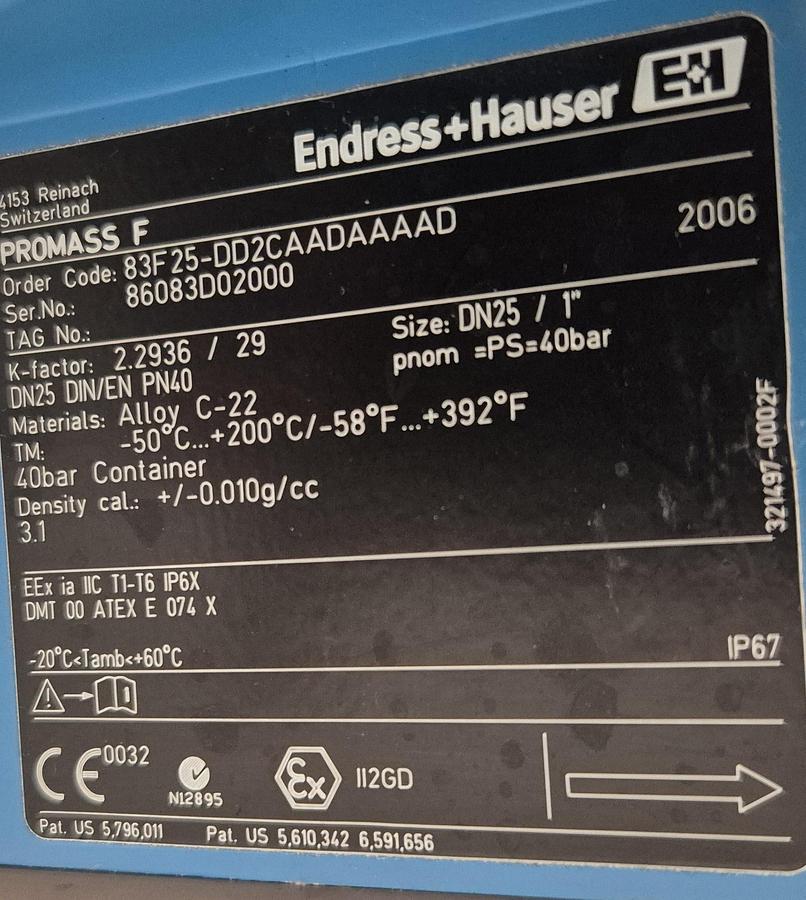 Endress+Hauser E+H
4153 Reinach
Switzerland
PROMASS F 2006
Order Code: 83F25-DD2CAADAAAAD
Ser.No.: 86083D02000
TAG No.:
K-factor: 2.2936 / 29 Size: DN25 / 1"
DN25 DIN/EN PN40 pnom =PS=40bar
Materials: Alloy C-22
TM: -50°C...+200°C/-58°F...+392°F
40bar Container
Density cal.: +/-0.010g/cc
3.1
321497-0002F
EEx ia IIC T1-T6 IP6X
DMT 00 ATEX E 074 X
-20°C<Tamb<+60°C IP67
CE 0032 N12895 Ex II2GD
Pat. US 5,796,011 Pat. US 5,610,342 6,591,656